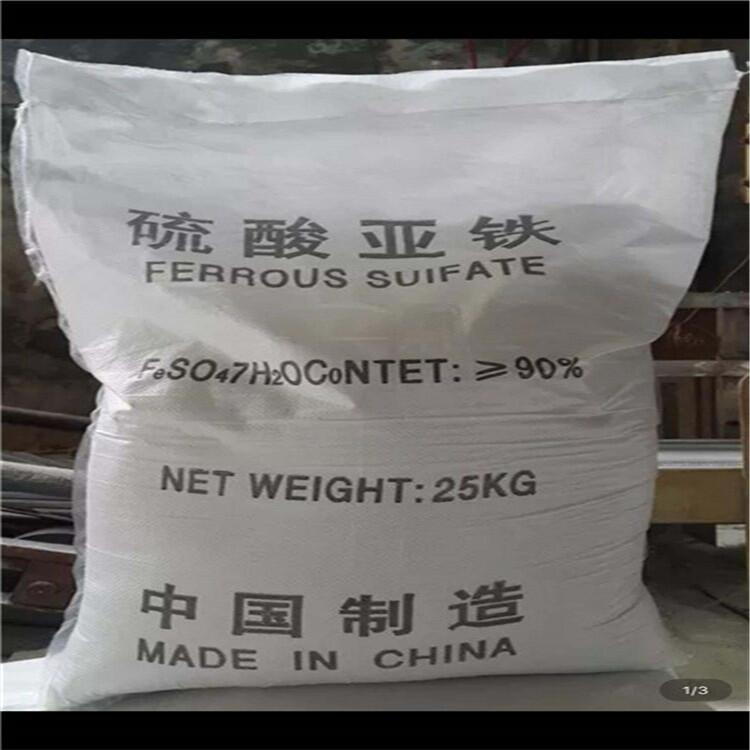 硫酸亚铁
FERROUS SUIFATE
FeSO47H2OCoNTET: ≥90%
NET WEIGHT: 25KG
中国制造
MADE IN CHINA
1/3